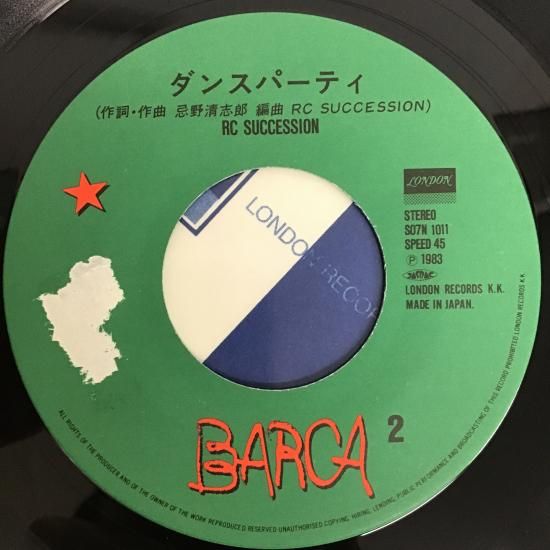 ダンスパーティ
(作詞・作曲 忌野清志郎 編曲 RC SUCCESSION)
RC SUCCESSION
LONDON
STEREO
S07N 1011
SPEED 45
Ⓟ 1983
LONDON RECORDS K.K.
MADE IN JAPAN.
LONDON RECOR
BARCA 2
ALL RIGHTS OF THE PRODUCER AND OF THE OWNER OF THE WORK REPRODUCED RESERVED UNAUTHORISED COPYING, HIRING, LENDING, PUBLIC PERFORMANCE AND BROADCASTING OF THIS RECORD PROHIBITED LONDON RECORDS K.K